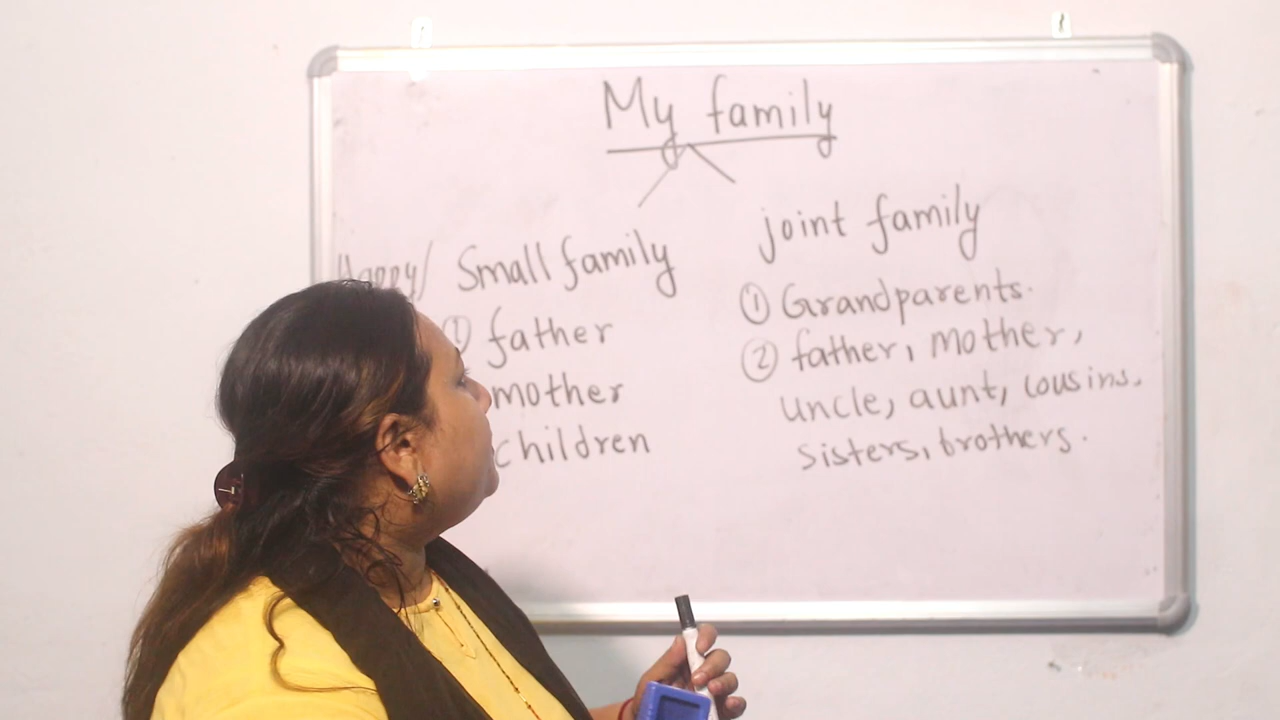 My family
Happy/ Small family
① father
mother
children
joint family
① Grandparents.
② father, mother,
uncle, aunt, cousins.
sisters, brothers.